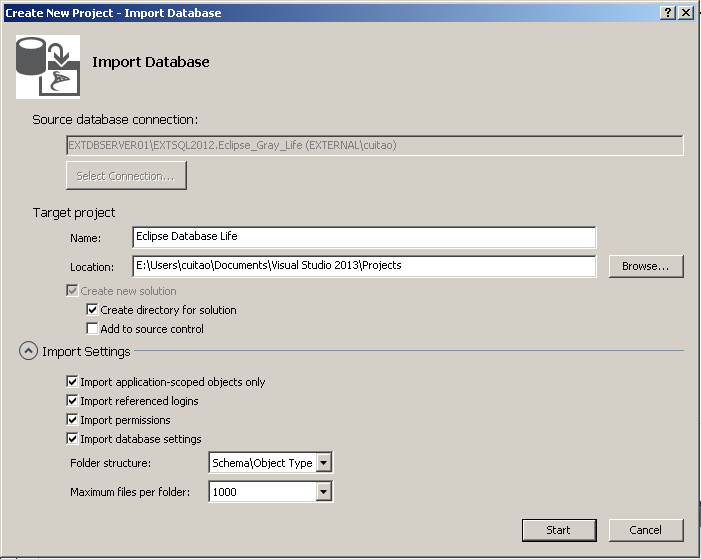 Create New Project - Import Database
Import Database
Source database connection:
EXTDBSERVER01\EXTSQL2012.Eclipse_Gray_Life (EXTERNAL\cuitao)
Select Connection...
Target project
Name: Eclipse Database Life
Location: E:\Users\cuitao\Documents\Visual Studio 2013\Projects Browse...
Create new solution
Create directory for solution
Add to source control
Import Settings
Import application-scoped objects only
Import referenced logins
Import permissions
Import database settings
Folder structure: Schema\Object Type
Maximum files per folder: 1000
Start Cancel